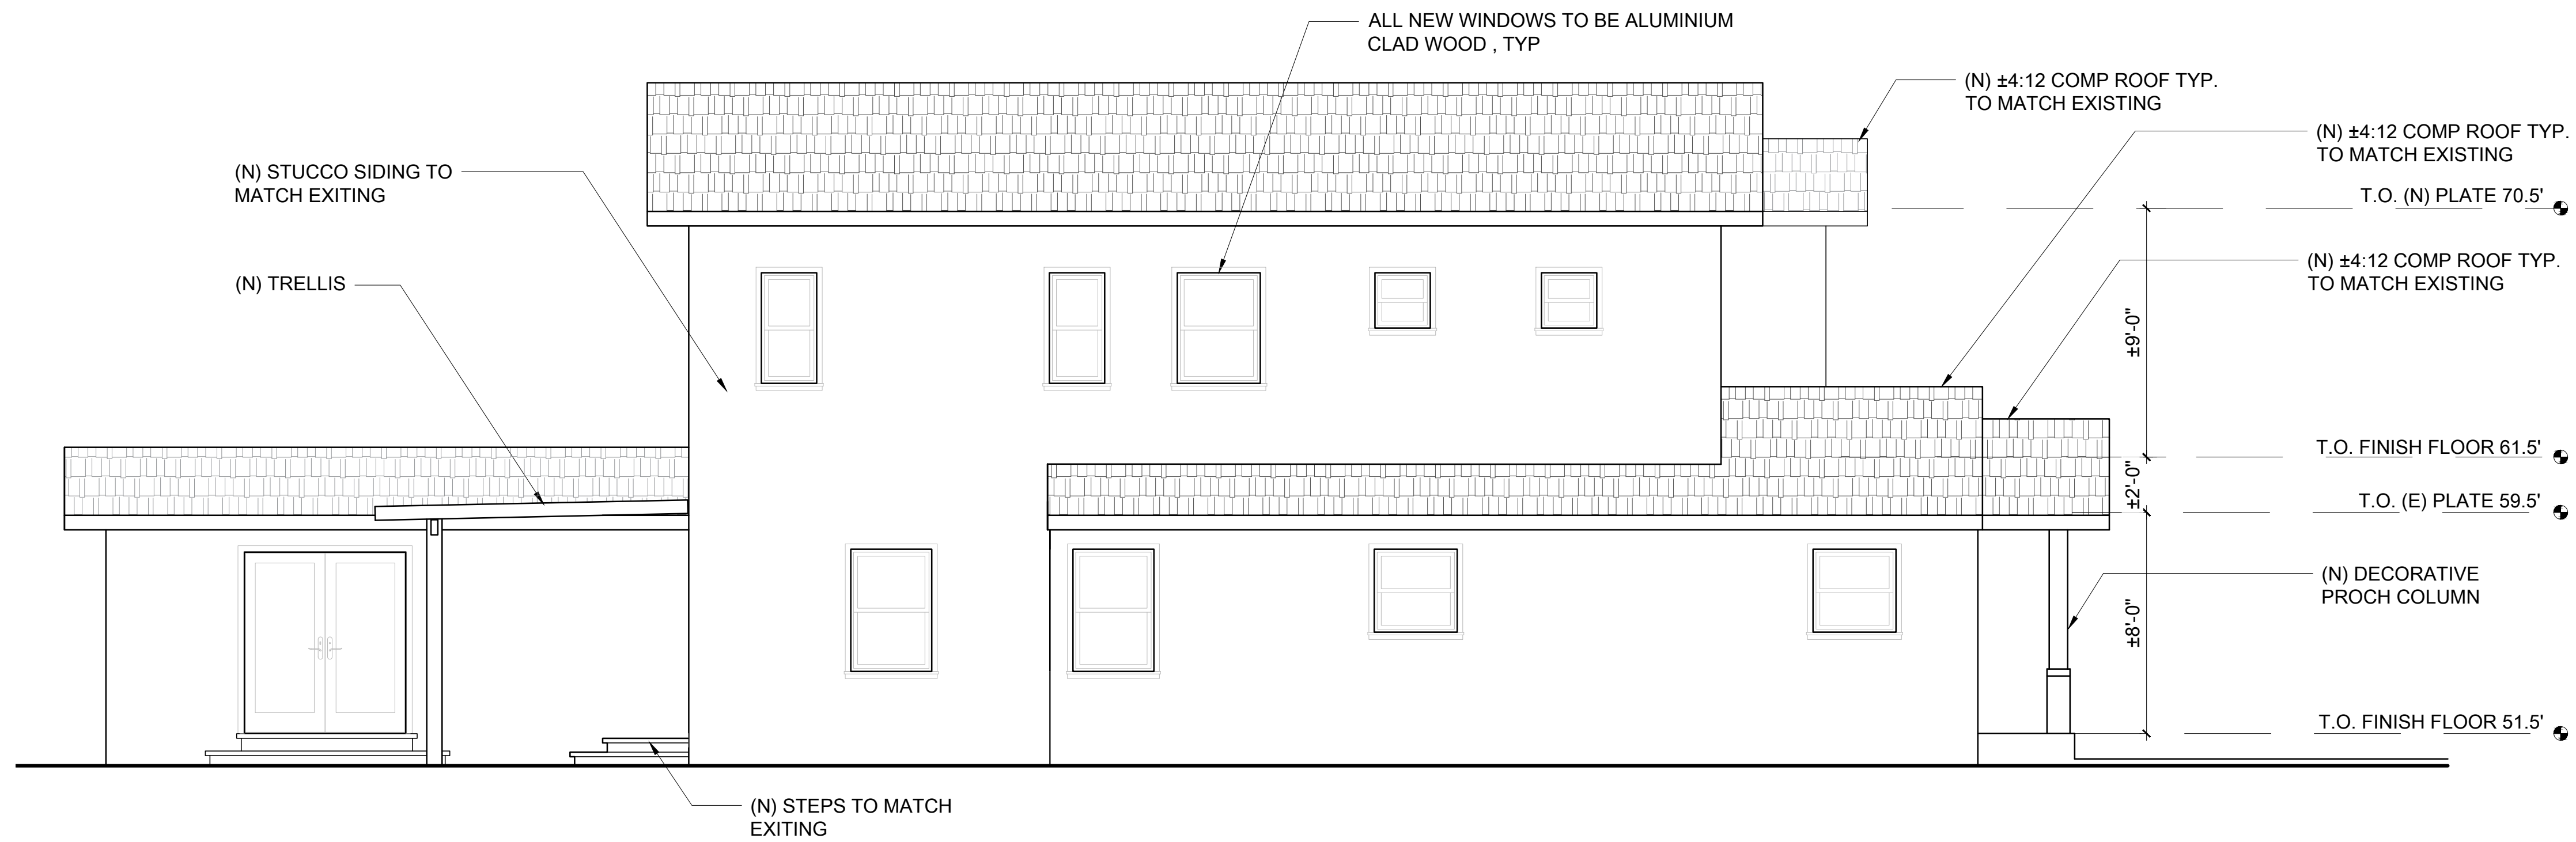 ALL NEW WINDOWS TO BE ALUMINIUM
CLAD WOOD , TYP
(N) ±4:12 COMP ROOF TYP.
TO MATCH EXISTING
(N) ±4:12 COMP ROOF TYP.
TO MATCH EXISTING
(N) STUCCO SIDING TO
MATCH EXITING
T.O. (N) PLATE 70.5'
(N) TRELLIS
(N) ±4:12 COMP ROOF TYP.
TO MATCH EXISTING
±9'-0"
T.O. FINISH FLOOR 61.5'
±2'-0"
T.O. (E) PLATE 59.5'
(N) DECORATIVE
PROCH COLUMN
±8'-0"
T.O. FINISH FLOOR 51.5'
(N) STEPS TO MATCH
EXITING